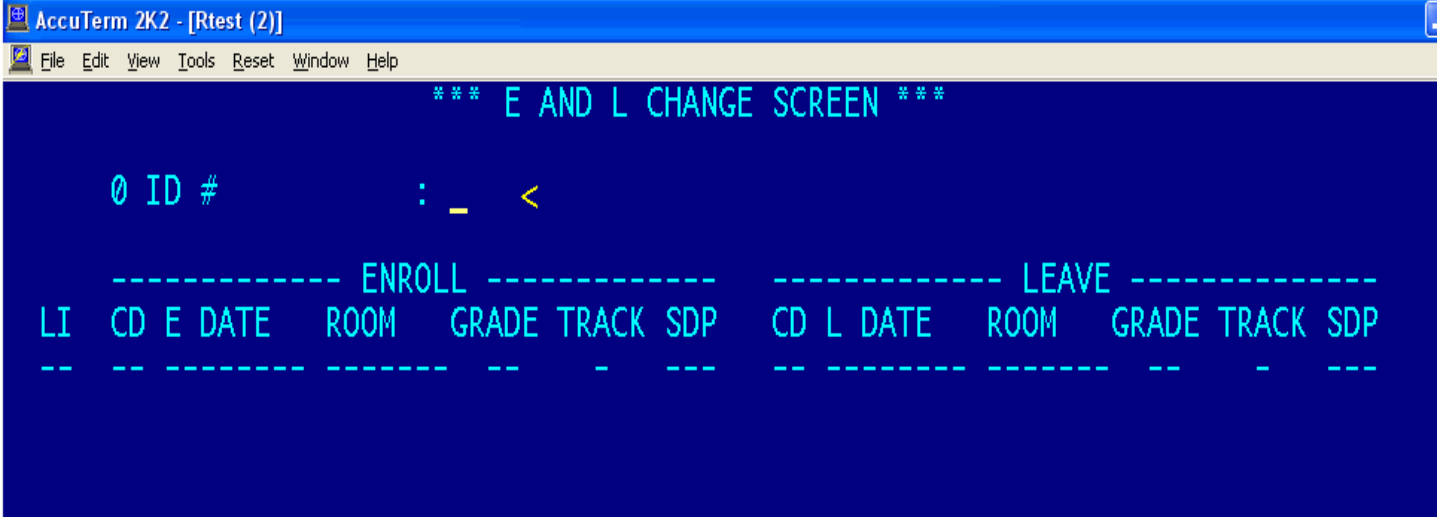 AccuTerm 2K2 - [Rtest (2)]
File Edit View Tools Reset Window Help
*** E AND L CHANGE SCREEN ***
0 ID # : _ <
------------- ENROLL ------------- ------------- LEAVE --------------
LI CD E DATE ROOM GRADE TRACK SDP CD L DATE ROOM GRADE TRACK SDP
-- -- -------- ------- -- - --- -- -------- ------- -- - ---